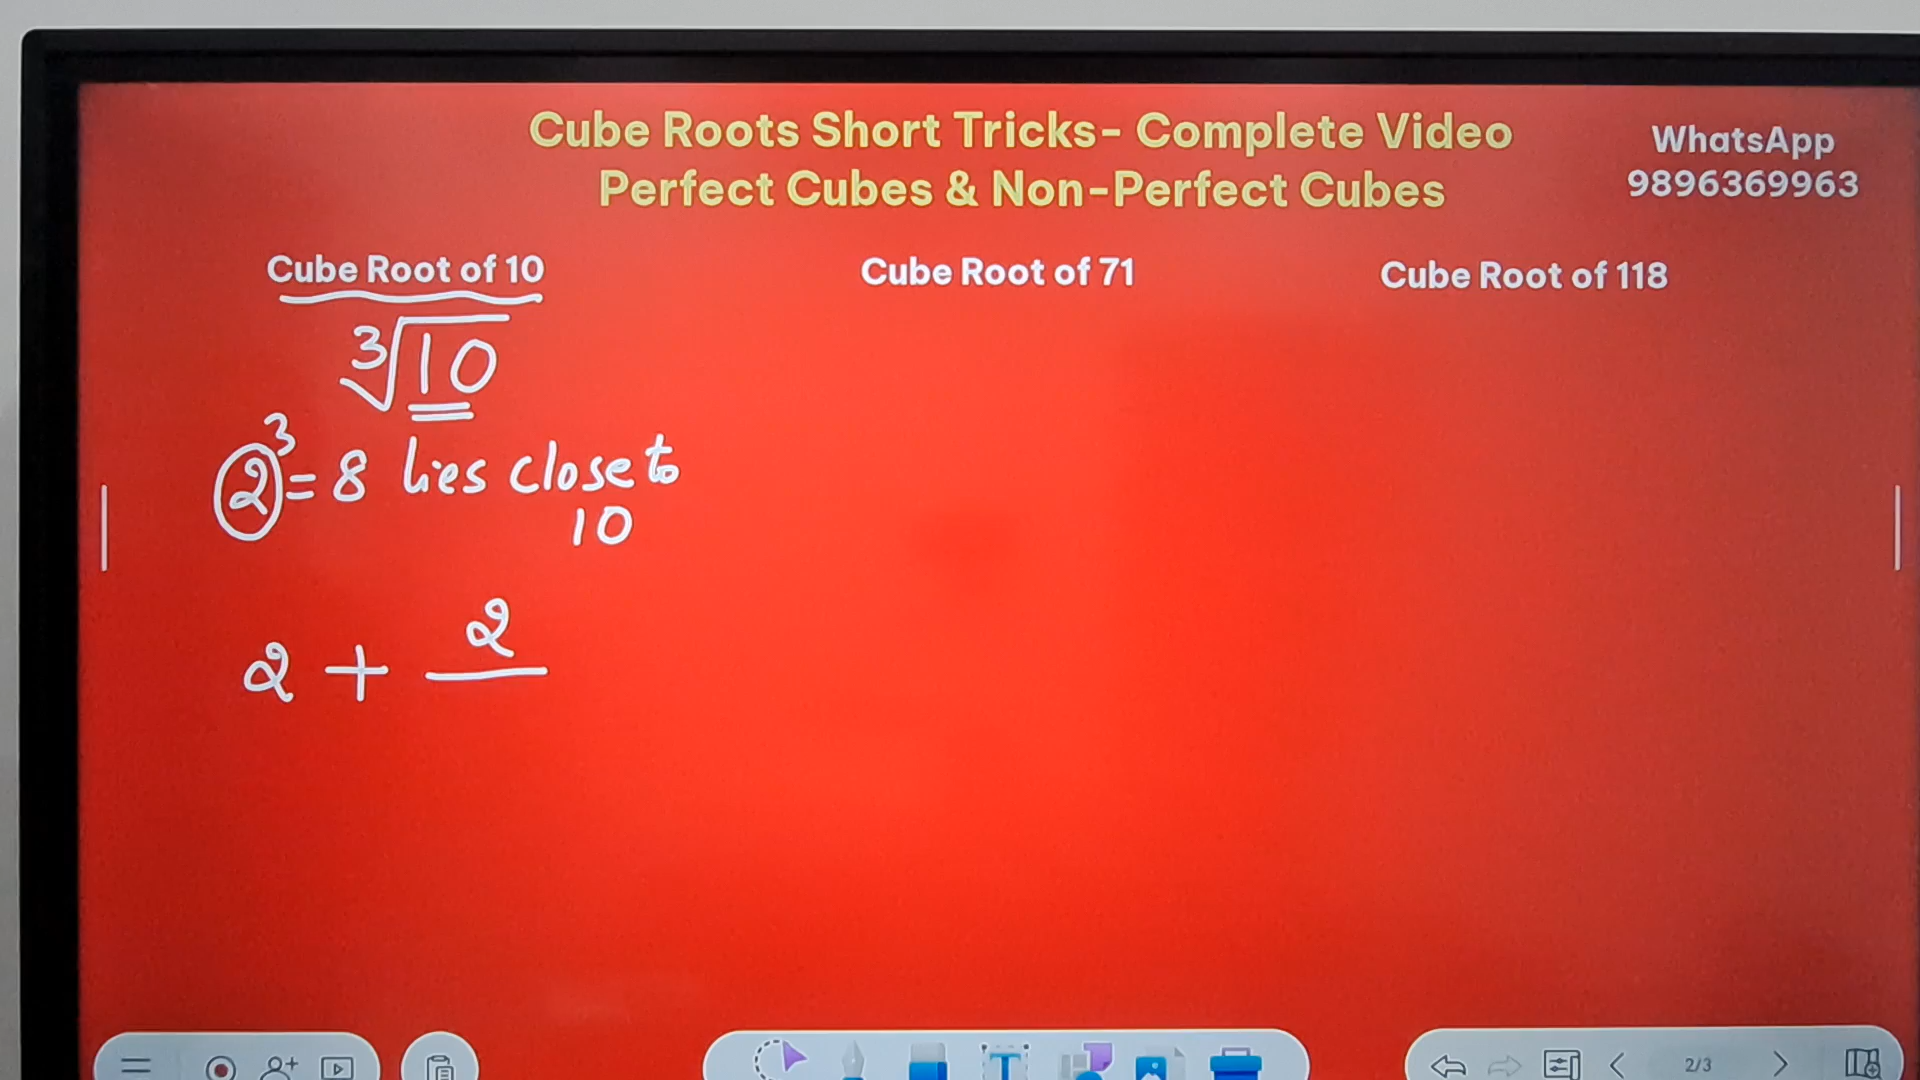 Cube Roots Short Tricks- Complete Video
Perfect Cubes & Non-Perfect Cubes
WhatsApp
9896369963
Cube Root of 10
∛10
2³ = 8 lies close to
10
2 + 2/
Cube Root of 71
Cube Root of 118
T
2/3